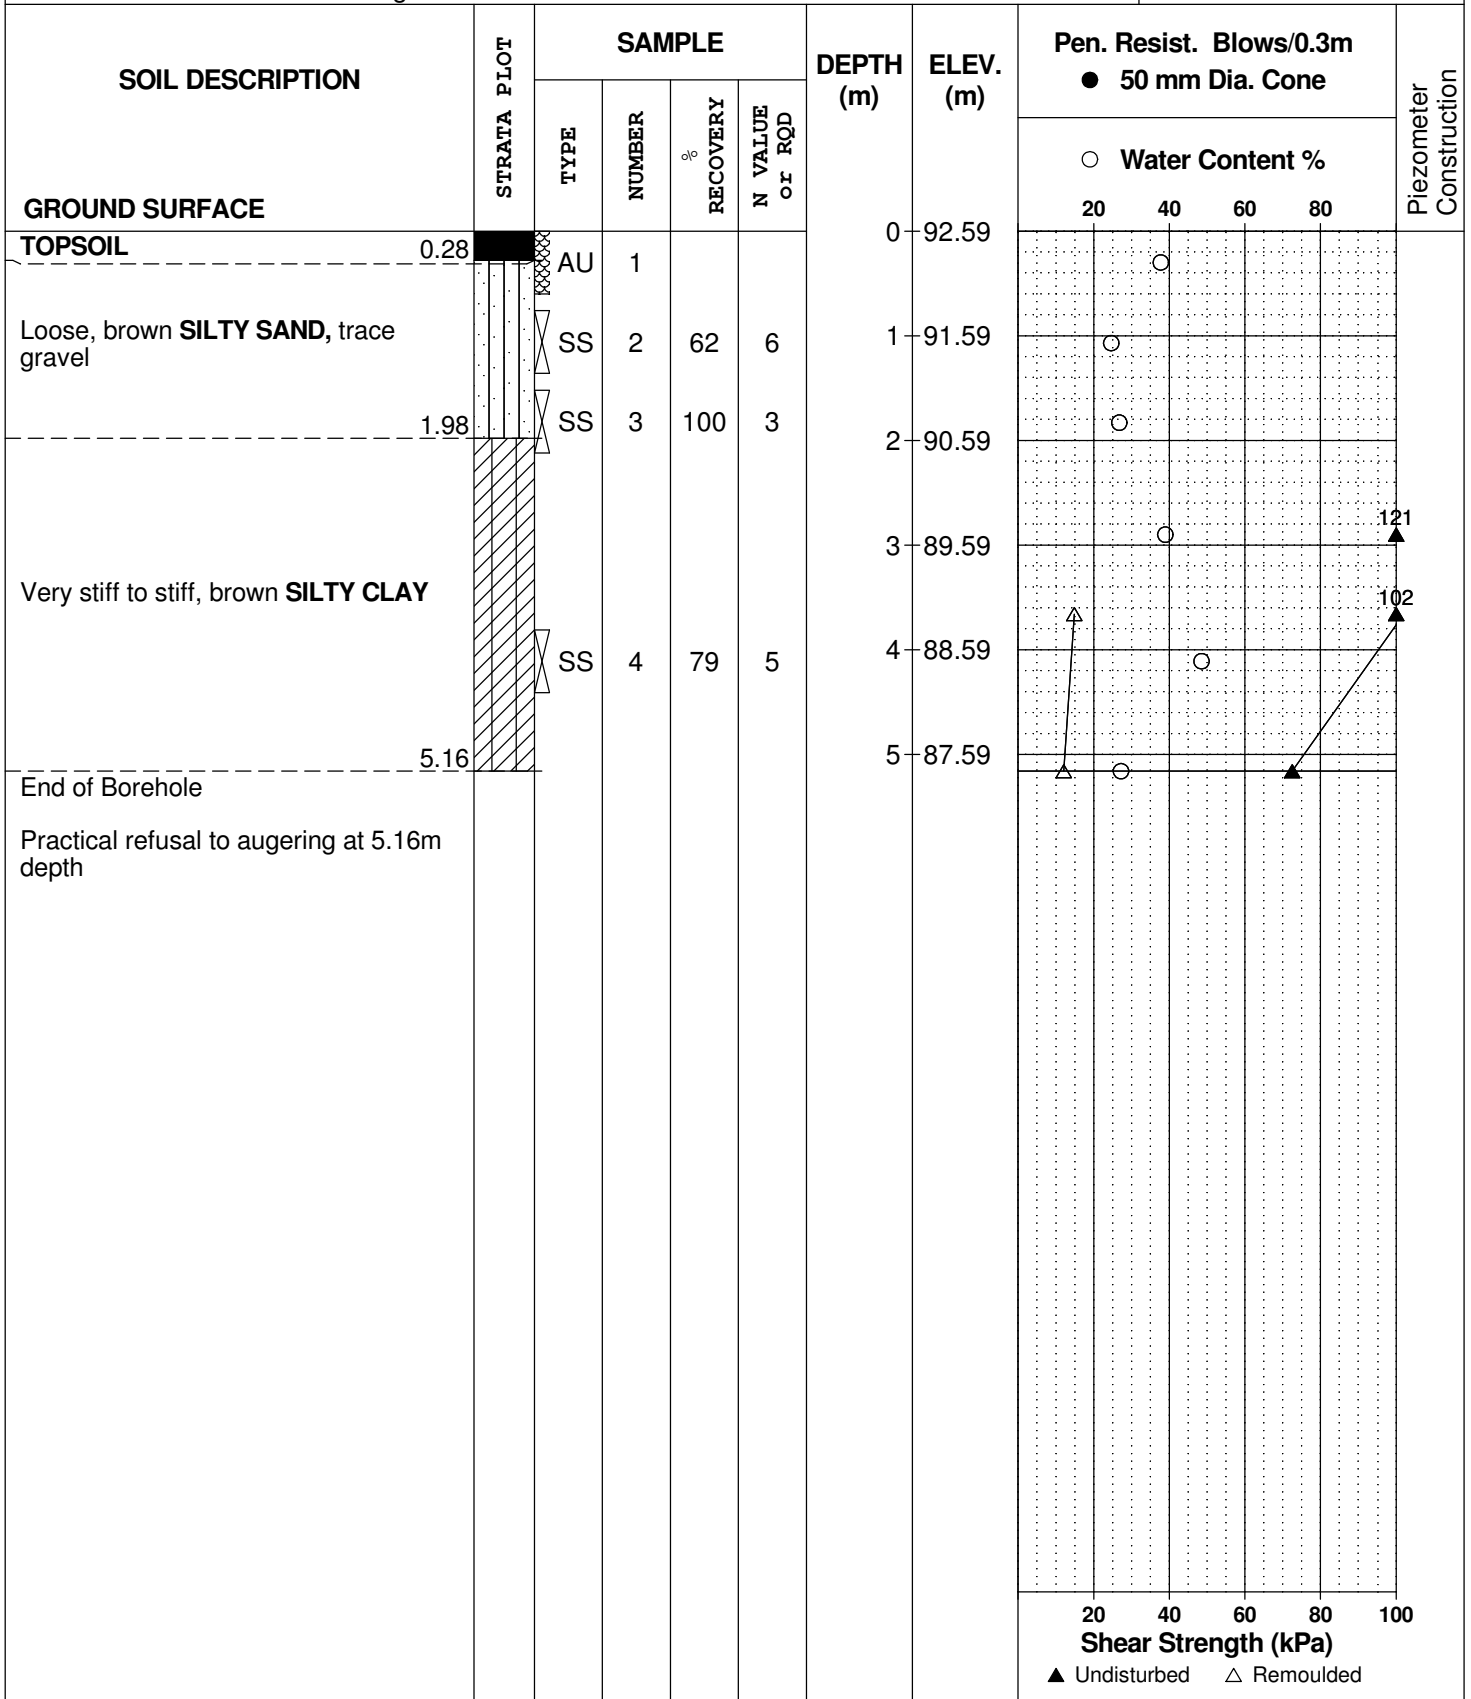 SOIL DESCRIPTION
GROUND SURFACE
STRATA PLOT
SAMPLE
TYPE
NUMBER
%
RECOVERY
N VALUE
or RQD
DEPTH
(m)
ELEV.
(m)
Pen. Resist. Blows/0.3m
● 50 mm Dia. Cone
○ Water Content %
20 40 60 80
Piezometer
Construction
TOPSOIL 0.28
AU 1
0 92.59
Loose, brown SILTY SAND, trace
gravel
SS 2 62 6
1 91.59
1.98
SS 3 100 3
2 90.59
121
3 89.59
Very stiff to stiff, brown SILTY CLAY
102
SS 4 79 5
4 88.59
5.16
5 87.59
End of Borehole
Practical refusal to augering at 5.16m
depth
20 40 60 80 100
Shear Strength (kPa)
▲ Undisturbed △ Remoulded